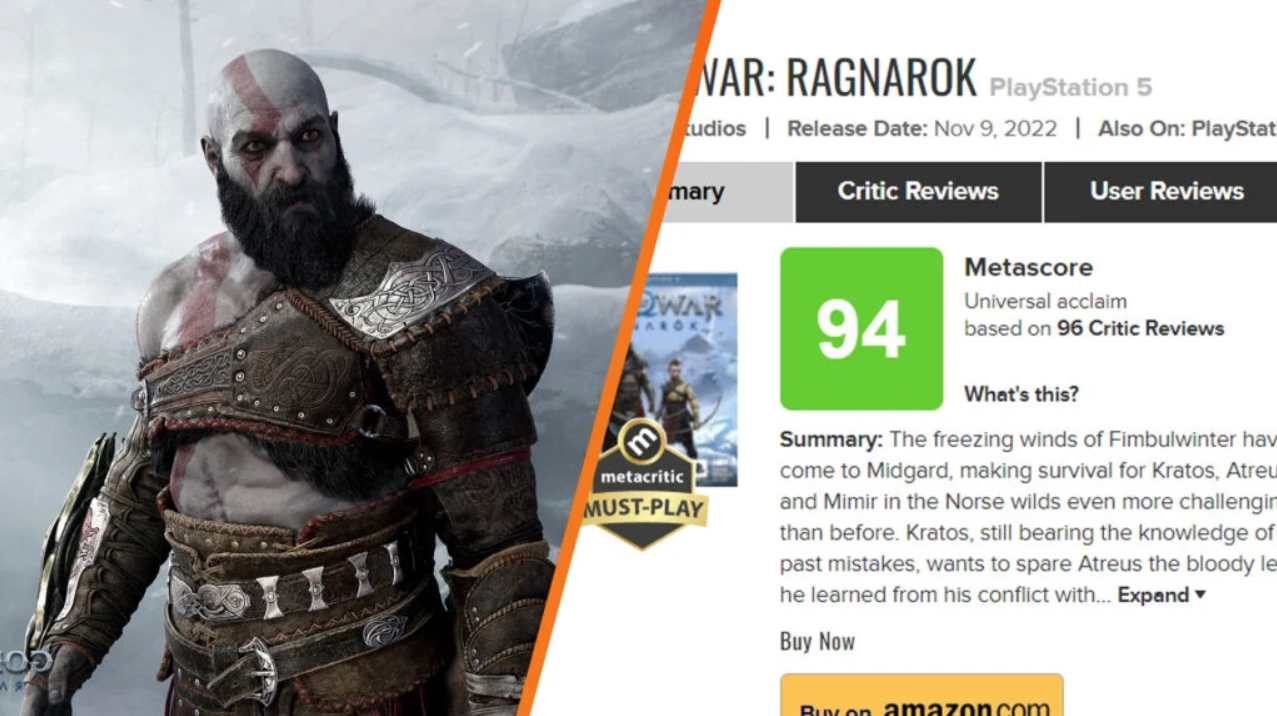 WAR: RAGNAROK PlayStation 5
tudios | Release Date: Nov 9, 2022 | Also On: PlayStat
mary
Critic Reviews
User Reviews
WAR
NARÖK
metacritic
MUST-PLAY
94
Metascore
Universal acclaim
based on 96 Critic Reviews
What's this?
Summary: The freezing winds of Fimbulwinter hav
come to Midgard, making survival for Kratos, Atreu
and Mimir in the Norse wilds even more challengin
than before. Kratos, still bearing the knowledge of
past mistakes, wants to spare Atreus the bloody le
he learned from his conflict with... Expand
Buy Now
Buy on amazon.com